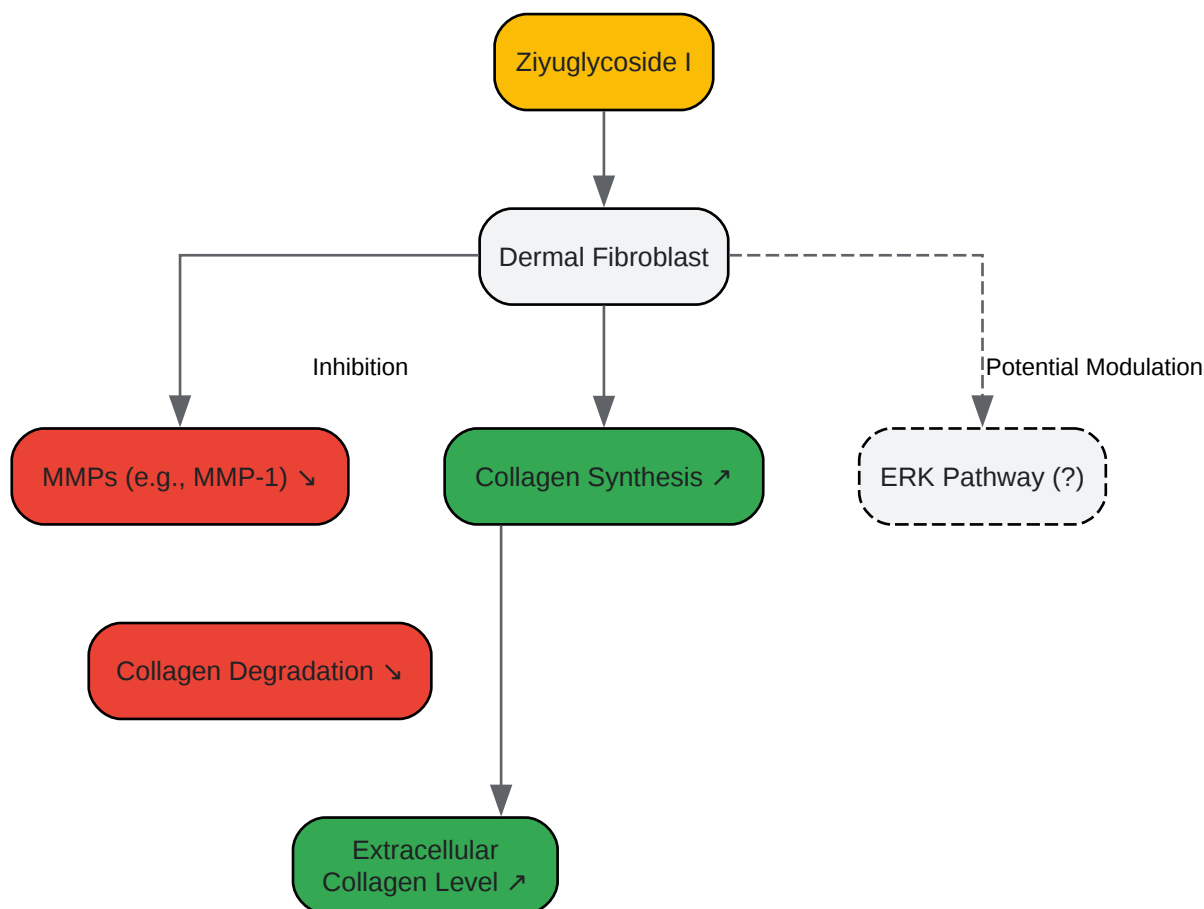 Ziyuglycoside I
Dermal Fibroblast
Inhibition
Potential Modulation
MMPs (e.g., MMP-1) ↘
Collagen Synthesis ↗
ERK Pathway (?)
Collagen Degradation ↘
Extracellular
Collagen Level ↗